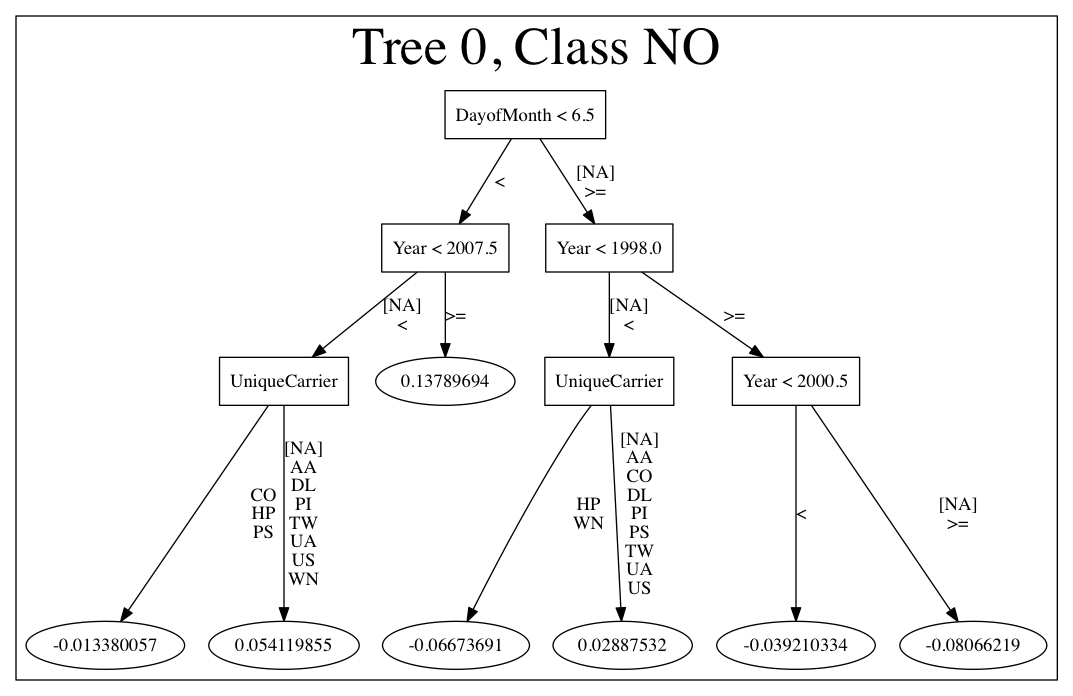 Tree 0, Class NO
DayofMonth < 6.5
<
[NA]
>=
Year < 2007.5
Year < 1998.0
[NA]
<
>=
[NA]
<
>=
UniqueCarrier
0.13789694
UniqueCarrier
Year < 2000.5
CO
HP
PS
[NA]
AA
DL
PI
TW
UA
US
WN
HP
WN
[NA]
AA
CO
DL
PI
PS
TW
UA
US
<
[NA]
>=
-0.013380057
0.054119855
-0.06673691
0.02887532
-0.039210334
-0.08066219